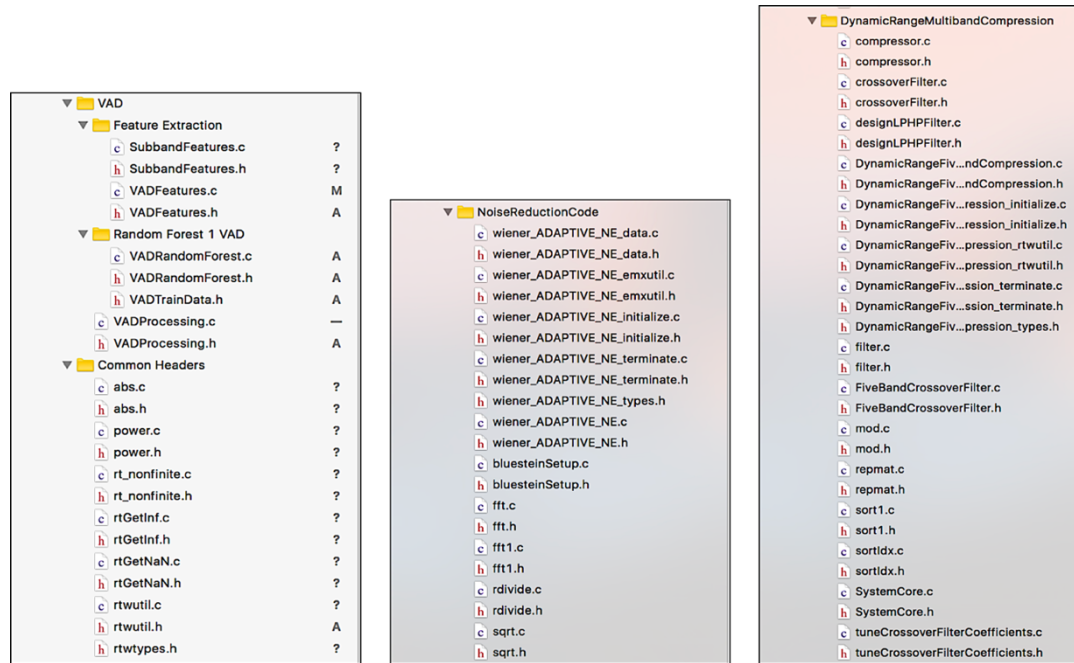 VAD
Feature Extraction
c SubbandFeatures.c ?
h SubbandFeatures.h ?
c VADFeatures.c M
h VADFeatures.h A
Random Forest 1 VAD
c VADRandomForest.c A
h VADRandomForest.h A
h VADTrainData.h A
c VADProcessing.c —
h VADProcessing.h A
Common Headers
c abs.c ?
h abs.h ?
c power.c ?
h power.h ?
c rt_nonfinite.c ?
h rt_nonfinite.h ?
c rtGetInf.c ?
h rtGetInf.h ?
c rtGetNaN.c ?
h rtGetNaN.h ?
c rtwutil.c ?
h rtwutil.h A
h rtwtypes.h ?
NoiseReductionCode
c wiener_ADAPTIVE_NE_data.c
h wiener_ADAPTIVE_NE_data.h
c wiener_ADAPTIVE_NE_emxutil.c
h wiener_ADAPTIVE_NE_emxutil.h
c wiener_ADAPTIVE_NE_initialize.c
h wiener_ADAPTIVE_NE_initialize.h
c wiener_ADAPTIVE_NE_terminate.c
h wiener_ADAPTIVE_NE_terminate.h
h wiener_ADAPTIVE_NE_types.h
c wiener_ADAPTIVE_NE.c
h wiener_ADAPTIVE_NE.h
c bluesteinSetup.c
h bluesteinSetup.h
c fft.c
h fft.h
c fft1.c
h fft1.h
c rdivide.c
h rdivide.h
c sqrt.c
h sqrt.h
DynamicRangeMultibandCompression
c compressor.c
h compressor.h
c crossoverFilter.c
h crossoverFilter.h
c designLPHPFilter.c
h designLPHPFilter.h
c DynamicRangeFiv...ndCompression.c
h DynamicRangeFiv...ndCompression.h
c DynamicRangeFiv...ression_initialize.c
h DynamicRangeFiv...ression_initialize.h
c DynamicRangeFiv...pression_rtwutil.c
h DynamicRangeFiv...pression_rtwutil.h
c DynamicRangeFiv...ssion_terminate.c
h DynamicRangeFiv...ssion_terminate.h
h DynamicRangeFiv...pression_types.h
c filter.c
h filter.h
c FiveBandCrossoverFilter.c
h FiveBandCrossoverFilter.h
c mod.c
h mod.h
c repmat.c
h repmat.h
c sort1.c
h sort1.h
c sortIdx.c
h sortIdx.h
c SystemCore.c
h SystemCore.h
c tuneCrossoverFilterCoefficients.c
h tuneCrossoverFilterCoefficients.h